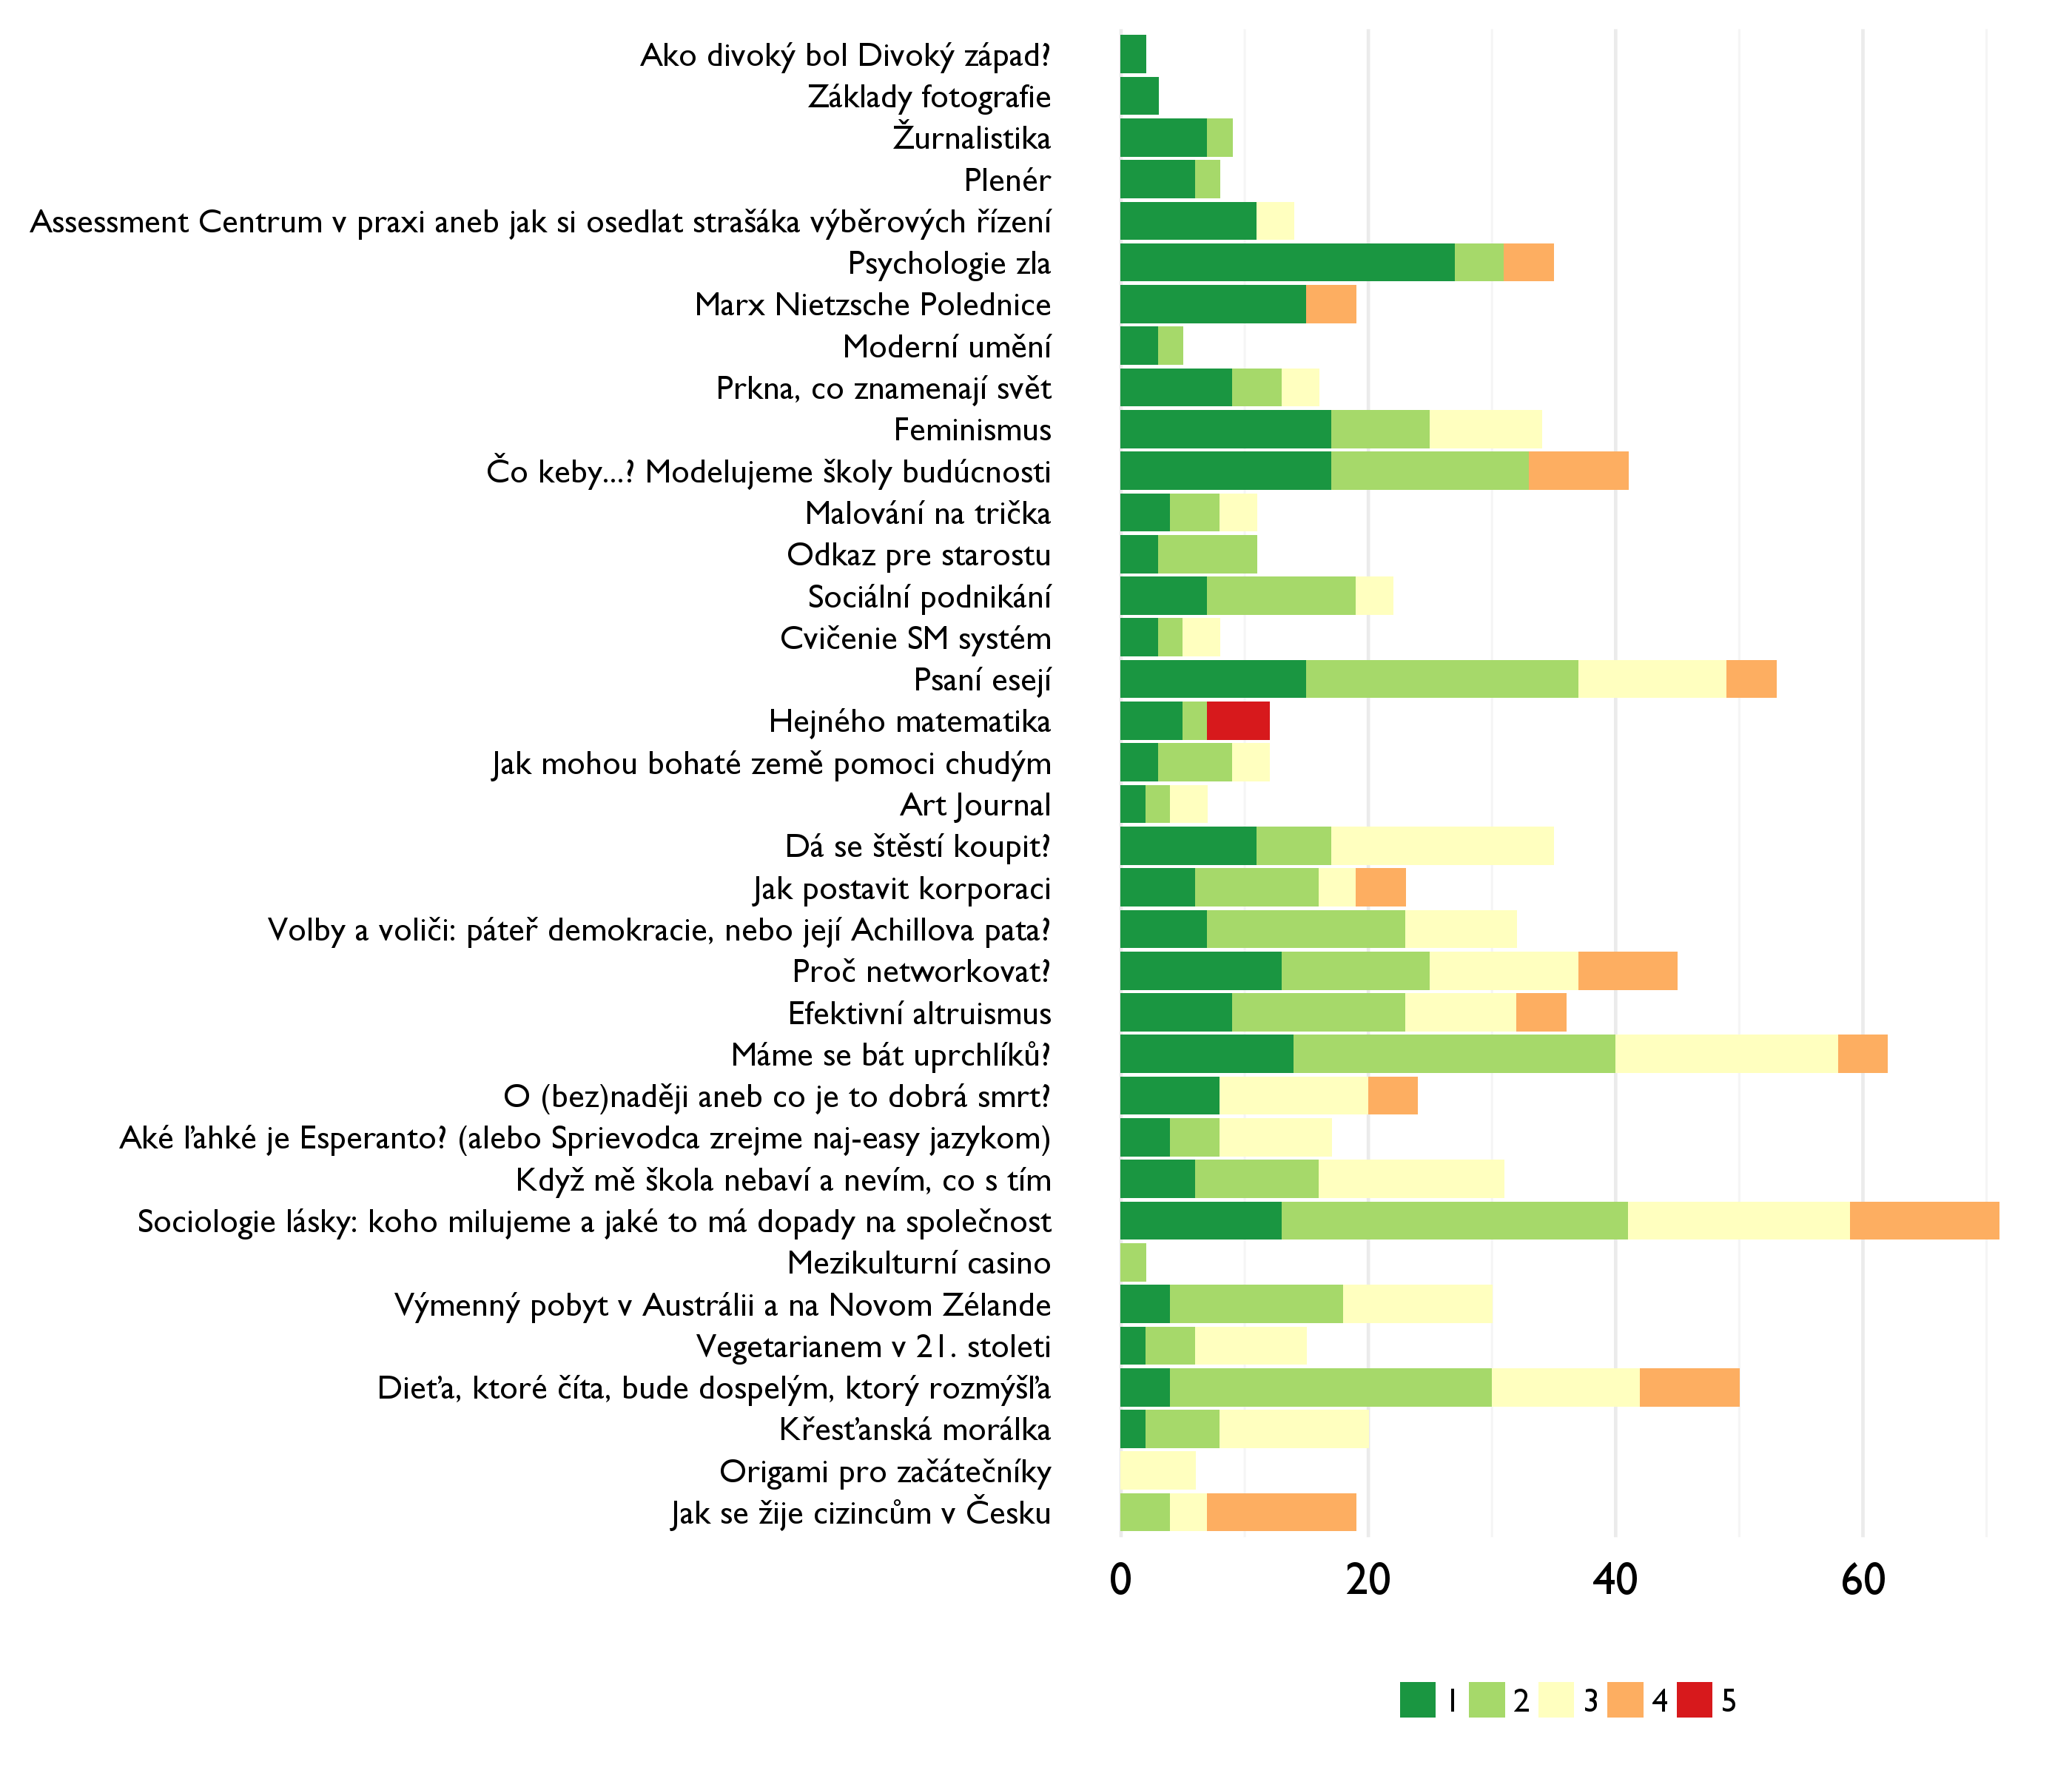 Ako divoký bol Divoký západ?
Základy fotografie
Žurnalistika
Plenér
Assessment Centrum v praxi aneb jak si osedlat strašáka výběrových řízení
Psychologie zla
Marx Nietzsche Polednice
Moderní umění
Prkna, co znamenají svět
Feminismus
Čo keby...? Modelujeme školy budúcnosti
Malování na trička
Odkaz pre starostu
Sociální podnikání
Cvičenie SM systém
Psaní esejí
Hejného matematika
Jak mohou bohaté země pomoci chudým
Art Journal
Dá se štěstí koupit?
Jak postavit korporaci
Volby a voliči: páteř demokracie, nebo její Achillova pata?
Proč networkovat?
Efektivní altruismus
Máme se bát uprchlíků?
O (bez)naději aneb co je to dobrá smrt?
Aké ľahké je Esperanto? (alebo Sprievodca zrejme naj-easy jazykom)
Když mě škola nebaví a nevím, co s tím
Sociologie lásky: koho milujeme a jaké to má dopady na společnost
Mezikulturní casino
Výmenný pobyt v Austrálii a na Novom Zélande
Vegetarianem v 21. stoleti
Dieťa, ktoré číta, bude dospelým, ktorý rozmýšľa
Křesťanská morálka
Origami pro začátečníky
Jak se žije cizincům v Česku
0 20 40 60
1 2 3 4 5